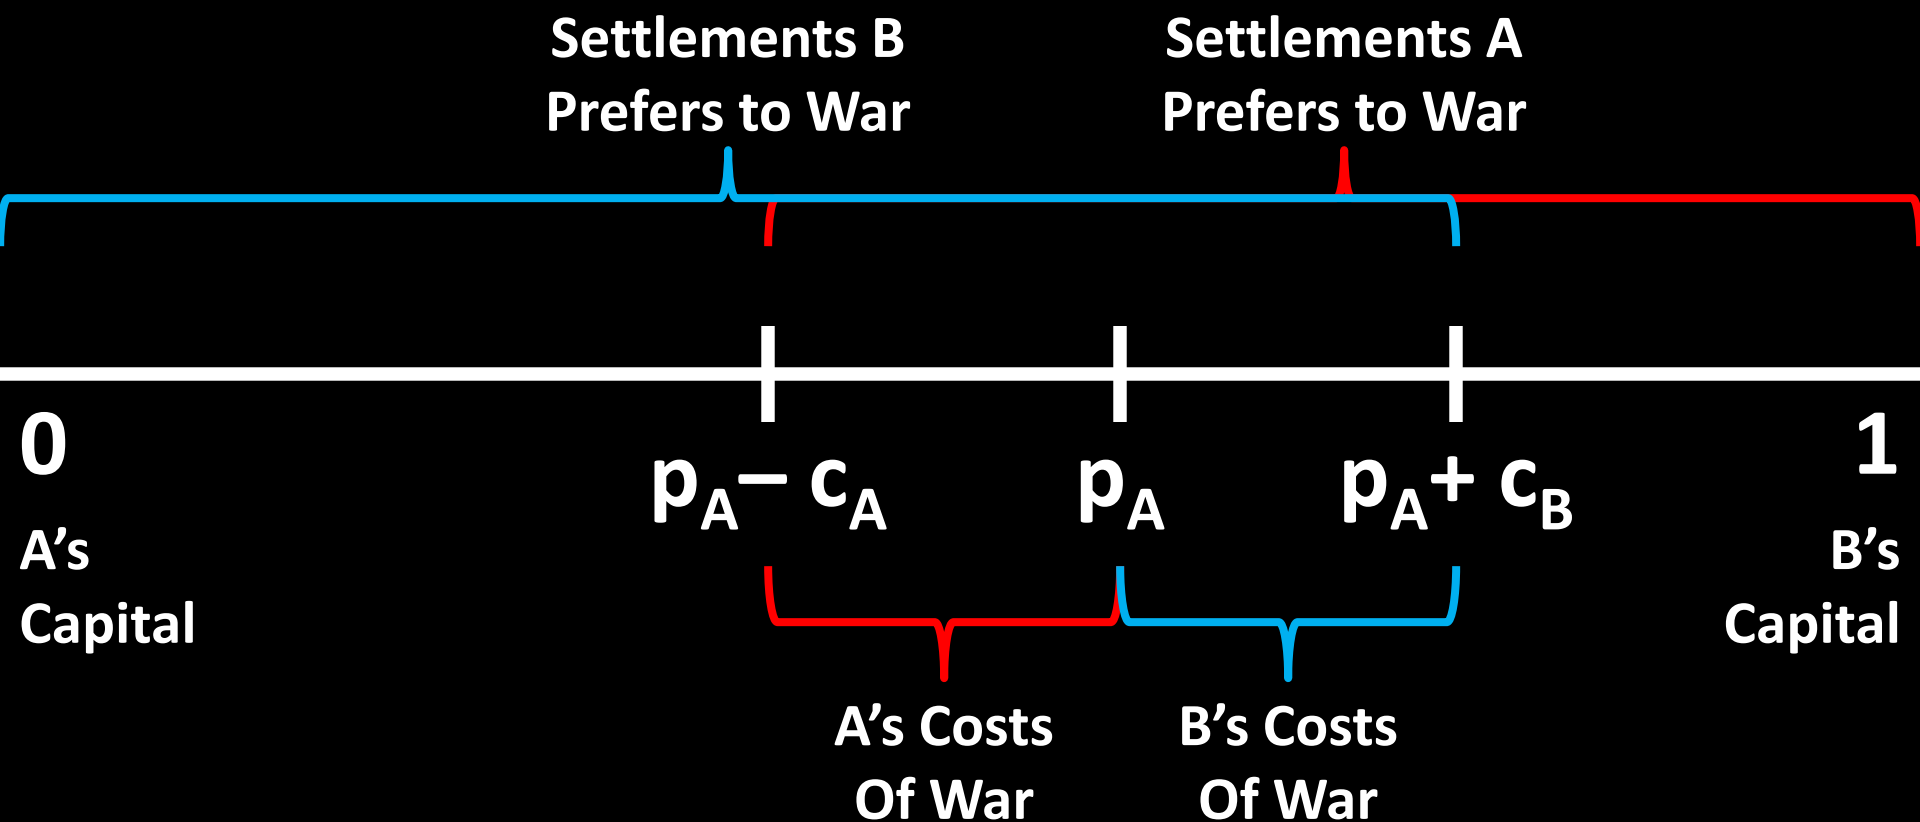 Settlements B
Prefers to War
Settlements A
Prefers to War
0
1
pA– cA
pA
pA+ cB
A’s
Capital
B’s
Capital
A’s Costs
Of War
B’s Costs
Of War